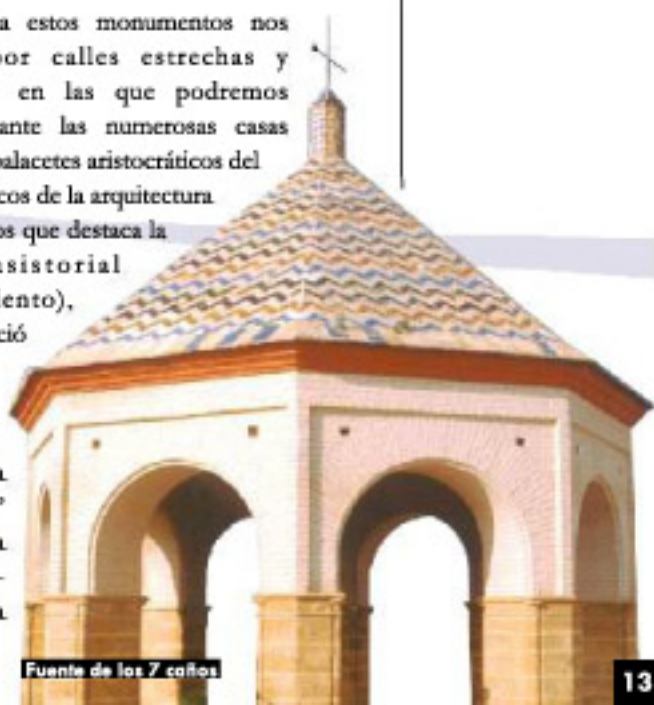 a estos monumentos nos
por calles estrechas y
en las que podremos
ante las numerosas casas
palacetes aristocráticos del
cos de la arquitectura
os que destaca la
nsistorial
iento),
ció
Fuente de los 7 caños
13